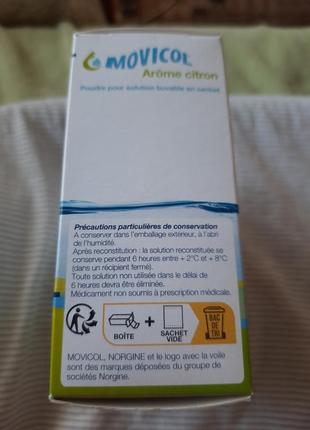 MOVICOL
Arôme citron
Poudre pour solution buvable en sachet
Précautions particulières de conservation
A conserver dans l'emballage extérieur, à l'abri
de l'humidité.
Après reconstitution : la solution reconstituée se
conserve pendant 6 heures entre + 2°C et + 8°C
(dans un récipient fermé).
Toute solution non utilisée dans le délai de
6 heures devra être éliminée.
Médicament non soumis à prescription médicale.
BOÎTE + SACHET
VIDE
BAC
DE
TRI
MOVICOL, NORGINE et le logo avec la voile
sont des marques déposées du groupe de
sociétés Norgine.